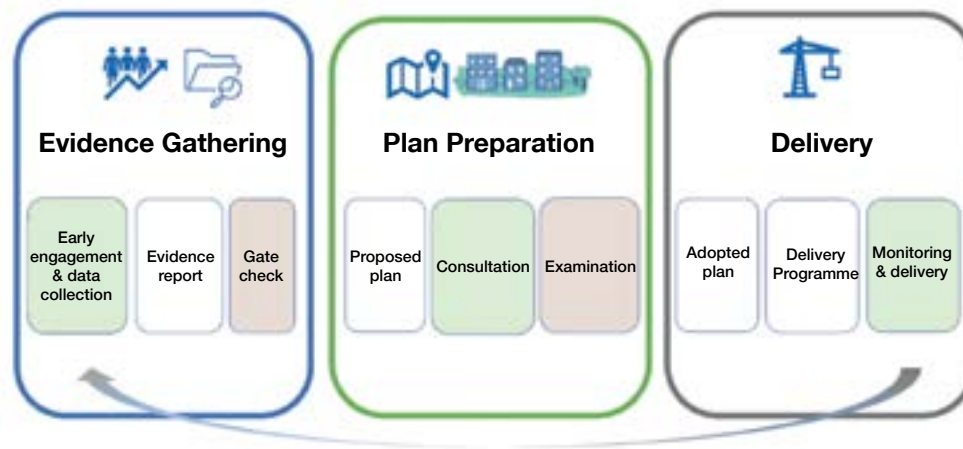 Evidence Gathering
Early
engagement
& data
collection
Evidence
report
Gate
check
Plan Preparation
Proposed
plan
Consultation
Examination
Delivery
Adopted
plan
Delivery
Programme
Monitoring
& delivery